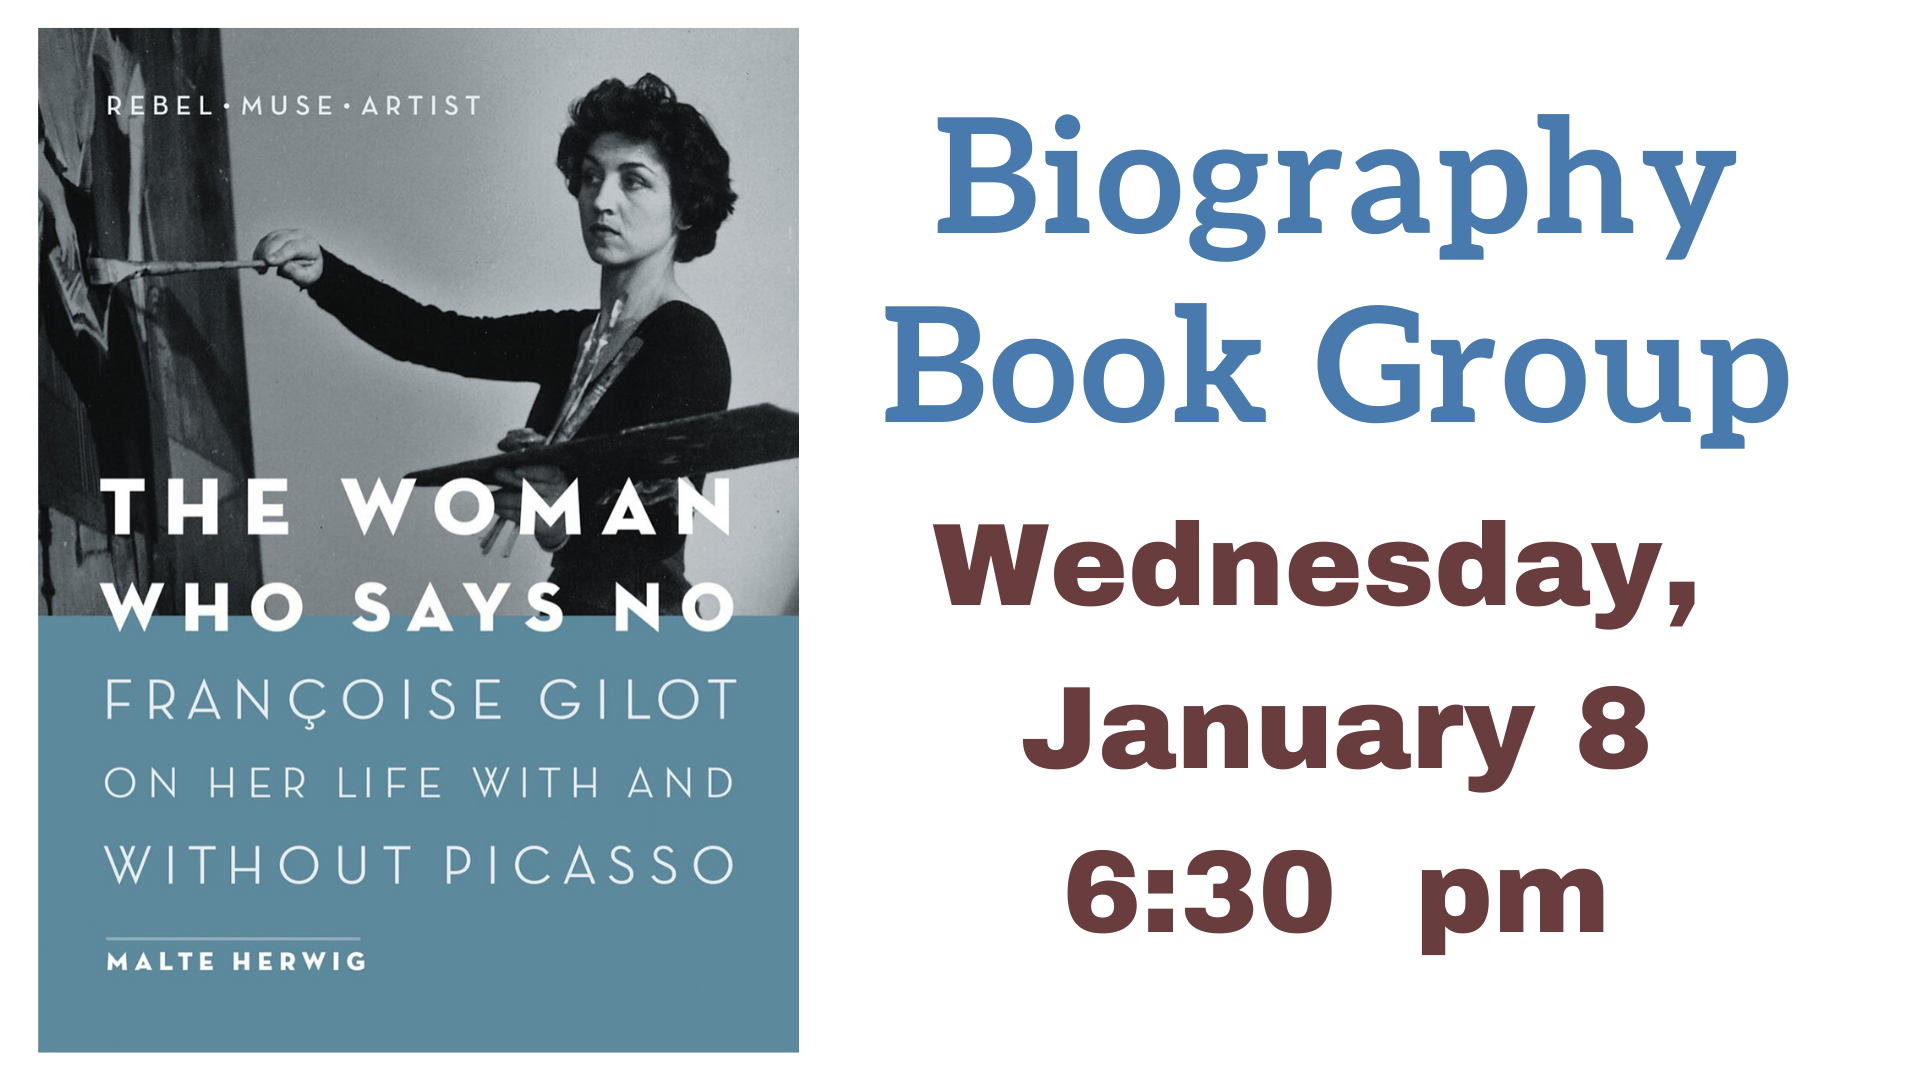 REBEL • MUSE • ARTIST
THE WOMAN
WHO SAYS NO
FRANÇOISE GILOT
ON HER LIFE WITH AND
WITHOUT PICASSO
MALTE HERWIG
Biography
Book Group
Wednesday,
January 8
6:30 pm